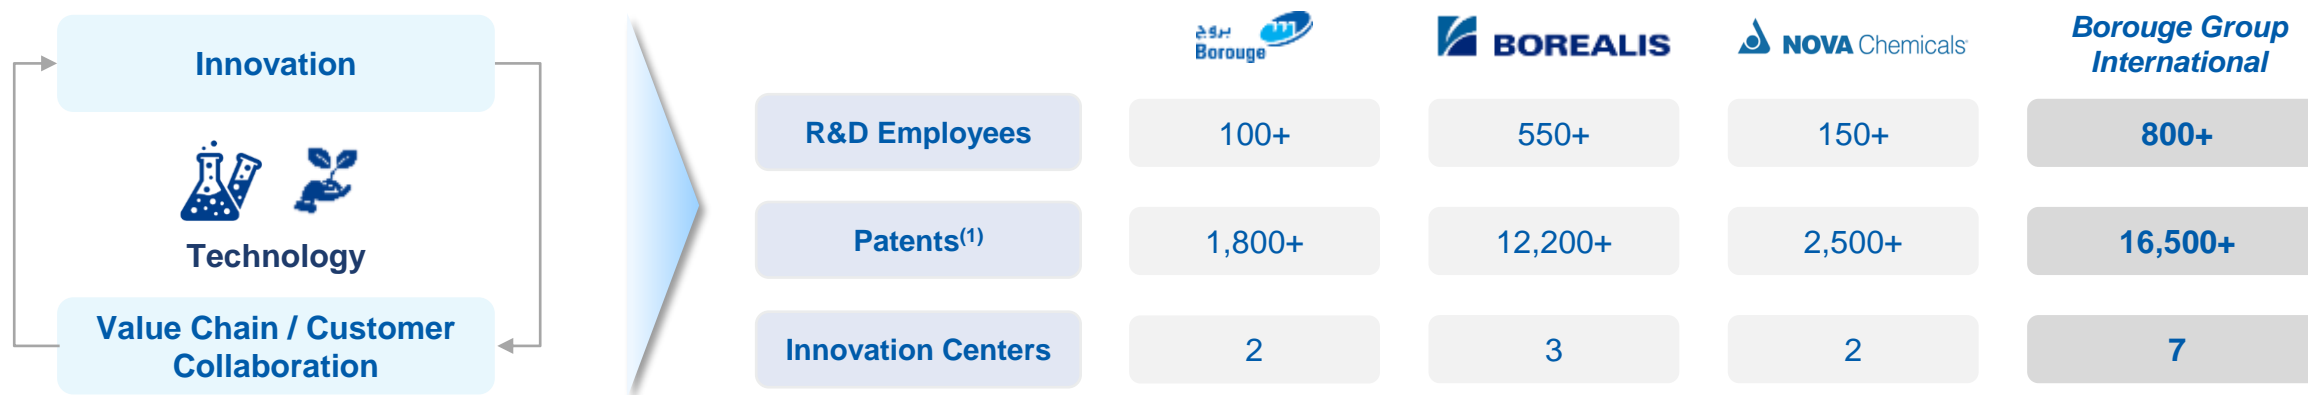 Innovation
Technology
Value Chain / Customer
Collaboration
بروج
Borouge
BOREALIS
NOVA Chemicals
Borouge Group
International
R&D Employees
100+
550+
150+
800+
Patents(1)
1,800+
12,200+
2,500+
16,500+
Innovation Centers
2
3
2
7